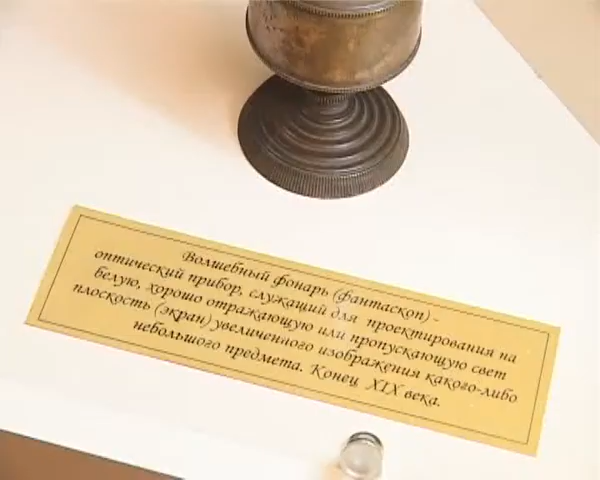 Волшебный фонарь (фантаскоп) -
оптический прибор, служащий для проектирования на
белую, хорошо отражающую или пропускающую свет
плоскость (экран) увеличенного изображения какого-либо
небольшого предмета. Конец XIX века.